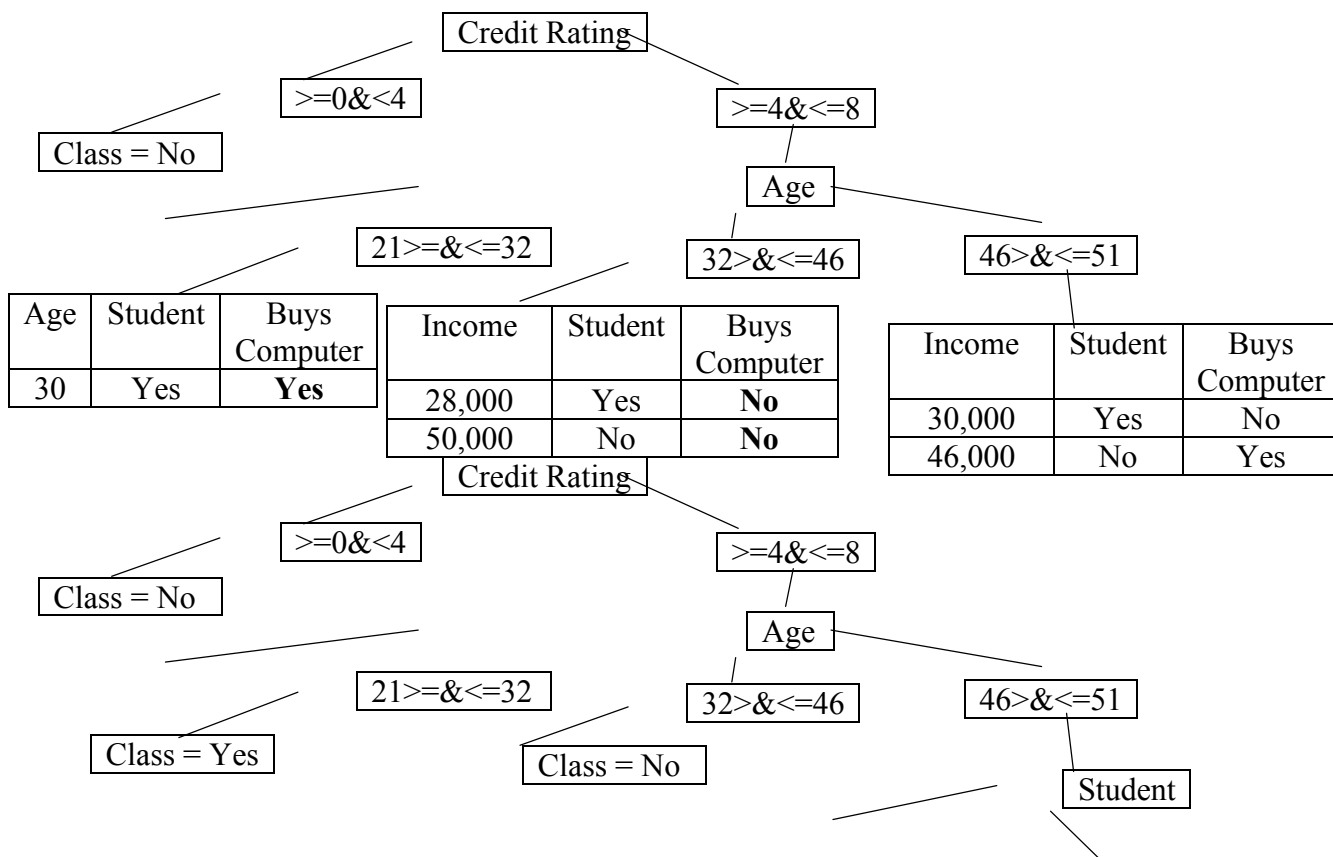 Credit Rating
>=0&<4
>=4&<=8
Class = No
Age
21>=&<=32
32>&<=46
46>&<=51
Age Student Buys Computer
30 Yes Yes
Income Student Buys Computer
28,000 Yes No
50,000 No No
Income Student Buys Computer
30,000 Yes No
46,000 No Yes
Credit Rating
>=0&<4
>=4&<=8
Class = No
Age
21>=&<=32
32>&<=46
46>&<=51
Class = Yes
Class = No
Student